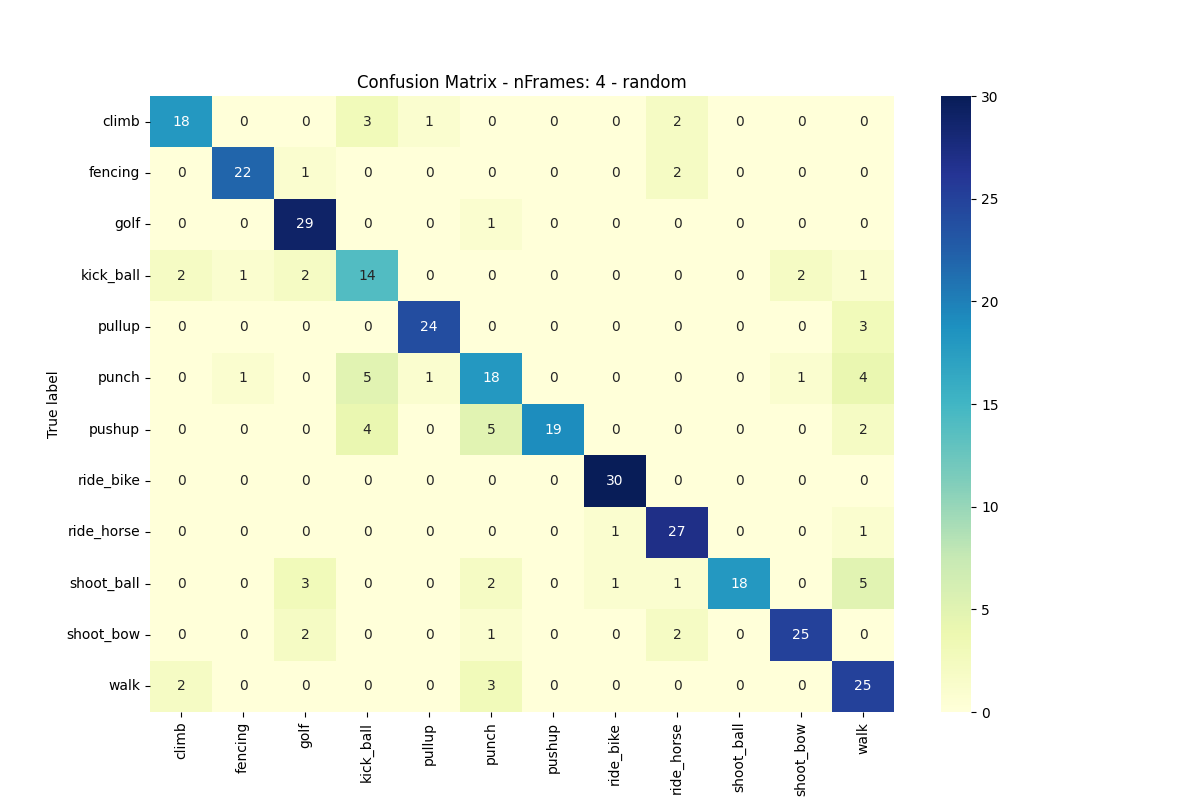 Confusion Matrix - nFrames: 4 - random
climb 18 0 0 3 1 0 0 0 2 0 0 0
fencing 0 22 1 0 0 0 0 0 2 0 0 0
golf 0 0 29 0 0 1 0 0 0 0 0 0
kick_ball 2 1 2 14 0 0 0 0 0 0 2 1
pullup 0 0 0 0 24 0 0 0 0 0 0 3
punch 0 1 0 5 1 18 0 0 0 0 1 4
pushup 0 0 0 4 0 5 19 0 0 0 0 2
ride_bike 0 0 0 0 0 0 0 30 0 0 0 0
ride_horse 0 0 0 0 0 0 0 1 27 0 0 1
shoot_ball 0 0 3 0 0 2 0 1 1 18 0 5
shoot_bow 0 0 2 0 0 1 0 0 2 0 25 0
walk 2 0 0 0 0 3 0 0 0 0 0 25
True label
climb
fencing
golf
kick_ball
pullup
punch
pushup
ride_bike
ride_horse
shoot_ball
shoot_bow
walk
30
25
20
15
10
5
0